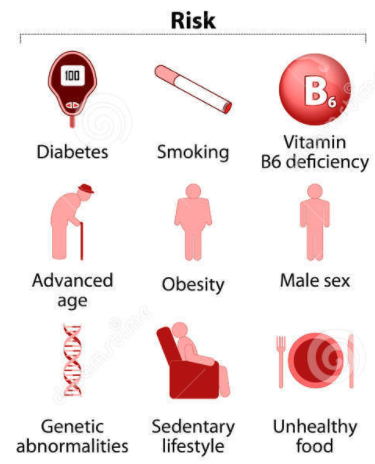 Risk
100
B6
Diabetes
Smoking
Vitamin
B6 deficiency
Advanced
age
Obesity
Male sex
Genetic
abnormalities
Sedentary
lifestyle
Unhealthy
food